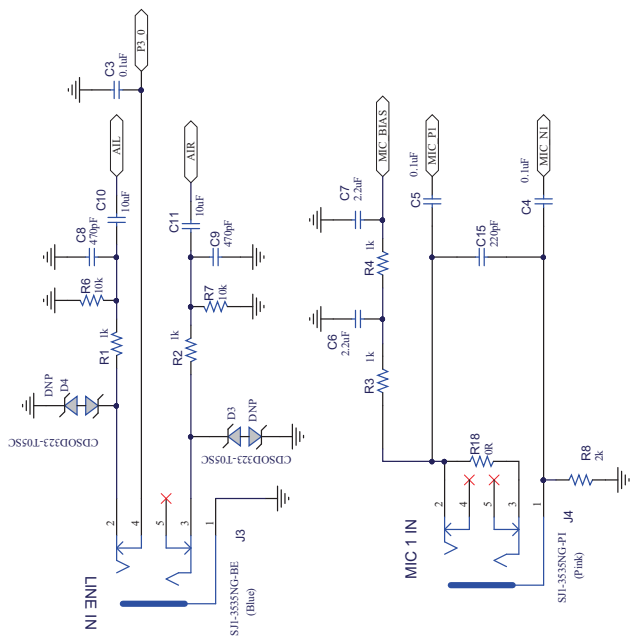 LINE IN
SJ1-3535NG-BE
(Blue)
J3
2
4
5
3
1
CDSOD323-T05SC
DNP
D4
D3
DNP
CDSOD323-T05SC
R1
1k
R2
1k
R6
10k
R7
10k
C8
470pF
C9
470pF
C10
10uF
C11
10uF
AIL
AIR
C3
0.1uF
P3_0
MIC 1 IN
SJ1-3535NG-PI
(Pink)
J4
2
4
5
3
1
R18
0R
R8
2k
R3
1k
C6
2.2uF
R4
1k
C7
2.2uF
MIC_BIAS
C15
220pF
C5
0.1uF
MIC_P1
C4
0.1uF
MIC_N1